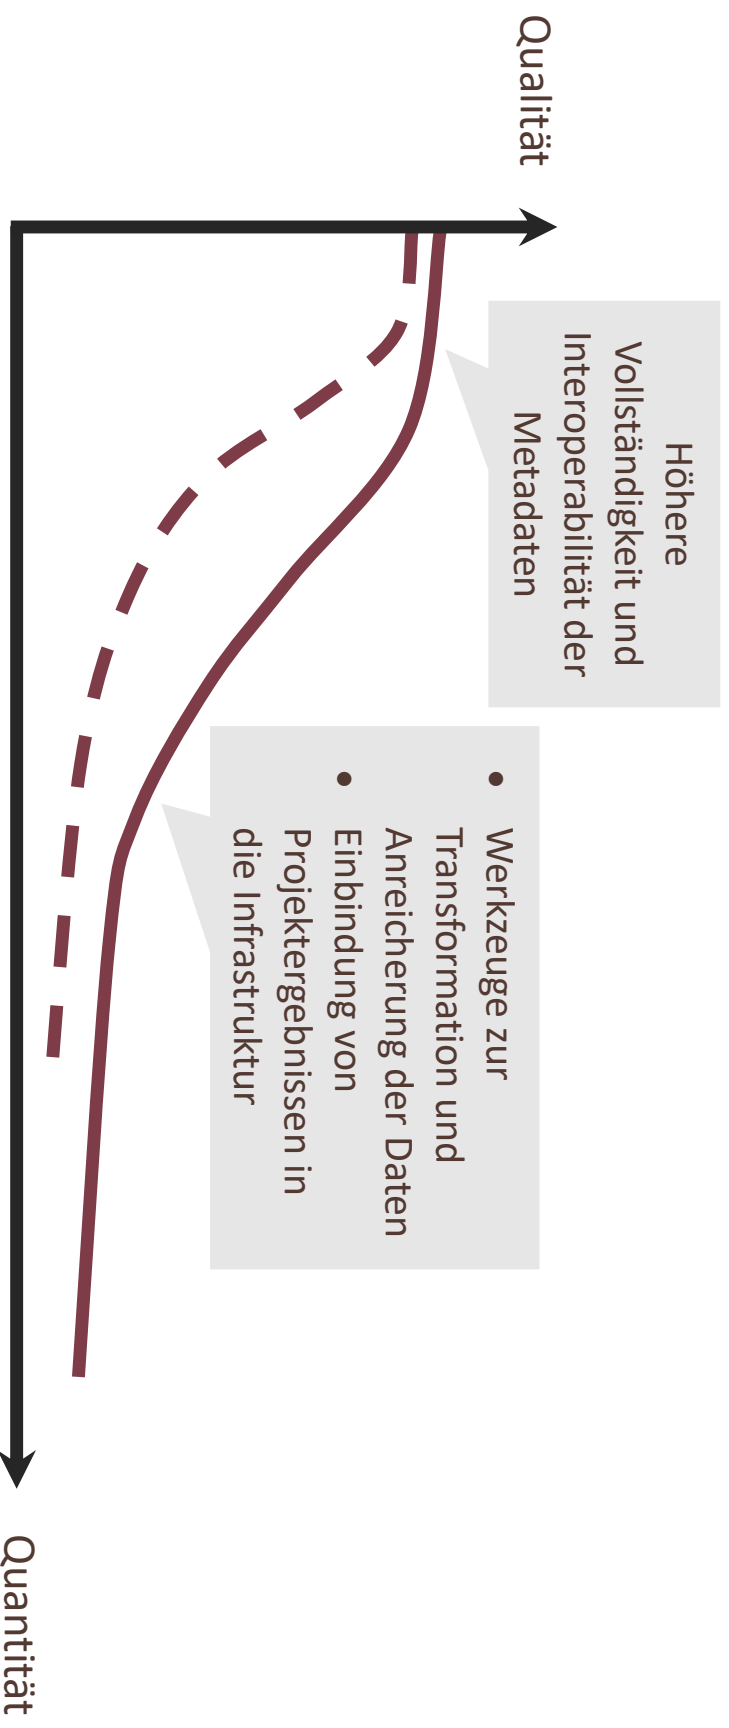 Qualität
Höhere
Vollständigkeit und
Interoperabilität der
Metadaten
• Werkzeuge zur
Transformation und
Anreicherung der Daten
• Einbindung von
Projektergebnissen in
die Infrastruktur
Quantität